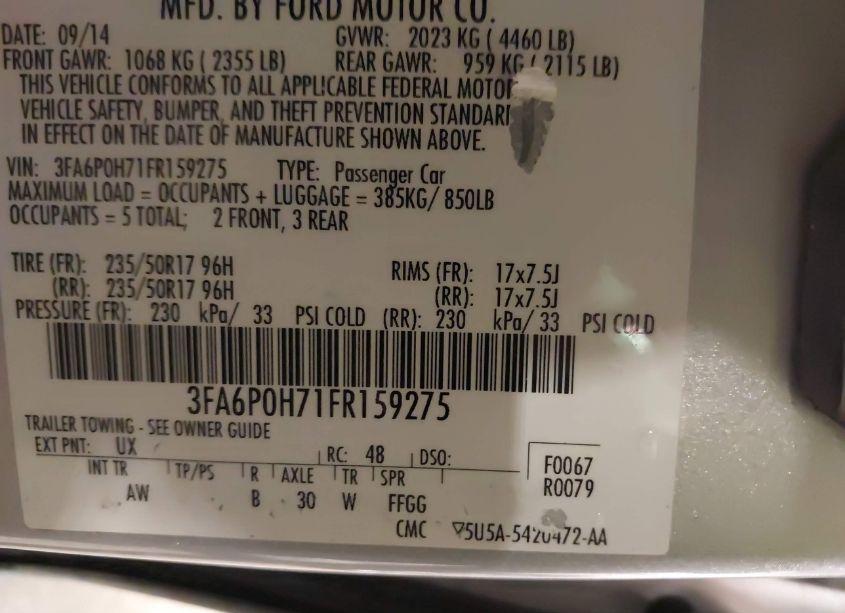 MFD. BY FORD MOTOR CO.
DATE: 09/14 GVWR: 2023 KG ( 4460 LB)
FRONT GAWR: 1068 KG ( 2355 LB) REAR GAWR: 959 KG ( 2115 LB)
THIS VEHICLE CONFORMS TO ALL APPLICABLE FEDERAL MOTOR
VEHICLE SAFETY, BUMPER, AND THEFT PREVENTION STANDARD
IN EFFECT ON THE DATE OF MANUFACTURE SHOWN ABOVE.
VIN: 3FA6P0H71FR159275 TYPE: Passenger Car
MAXIMUM LOAD = OCCUPANTS + LUGGAGE = 385KG/ 850LB
OCCUPANTS = 5 TOTAL; 2 FRONT, 3 REAR
TIRE (FR): 235/50R17 96H RIMS (FR): 17x7.5J
(RR): 235/50R17 96H (RR): 17x7.5J
PRESSURE (FR): 230 kPa/ 33 PSI COLD (RR): 230 kPa/ 33 PSI COLD
3FA6P0H71FR159275
TRAILER TOWING - SEE OWNER GUIDE
EXT PNT: UX RC: 48 DSO:
INT TR TP/PS R AXLE TR SPR
AW B 30 W FFGG
F0067
R0079
CMC ▽5U5A-5420472-AA